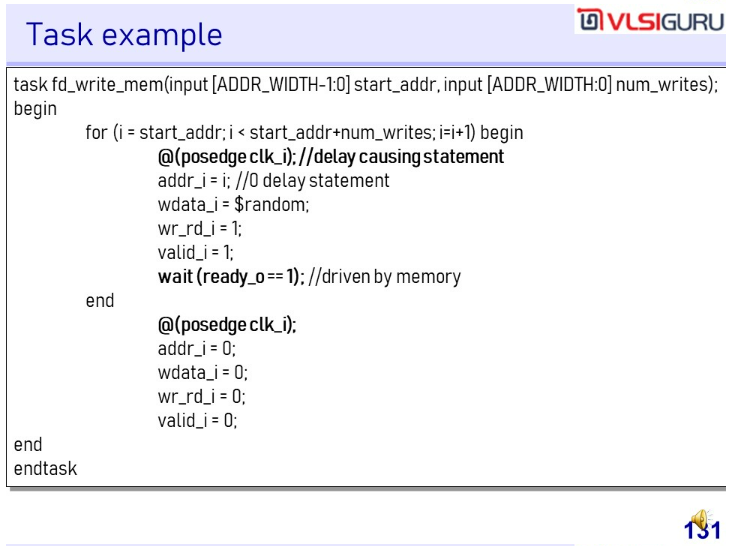 Task example
VLSIGURU
task fd_write_mem(input [ADDR_WIDTH-1:0] start_addr, input [ADDR_WIDTH:0] num_writes);
begin
for (i = start_addr; i < start_addr+num_writes; i=i+1) begin
@(posedge clk_i); //delay causing statement
addr_i = i; //0 delay statement
wdata_i = $random;
wr_rd_i = 1;
valid_i = 1;
wait (ready_o == 1); //driven by memory
end
@(posedge clk_i);
addr_i = 0;
wdata_i = 0;
wr_rd_i = 0;
valid_i = 0;
end
endtask
131